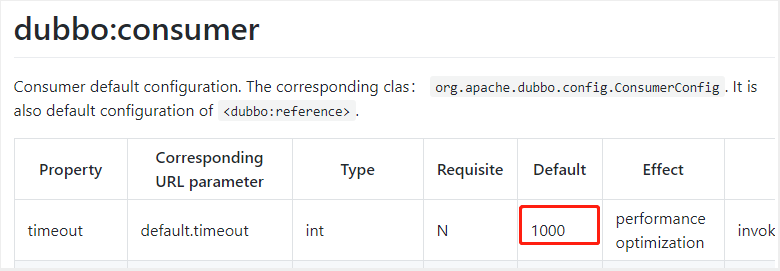 dubbo:consumer
Consumer default configuration. The corresponding clas： org.apache.dubbo.config.ConsumerConfig . It is
also default configuration of <dubbo:reference> .
Property Corresponding URL parameter Type Requisite Default Effect
timeout default.timeout int N 1000 performance optimization invok